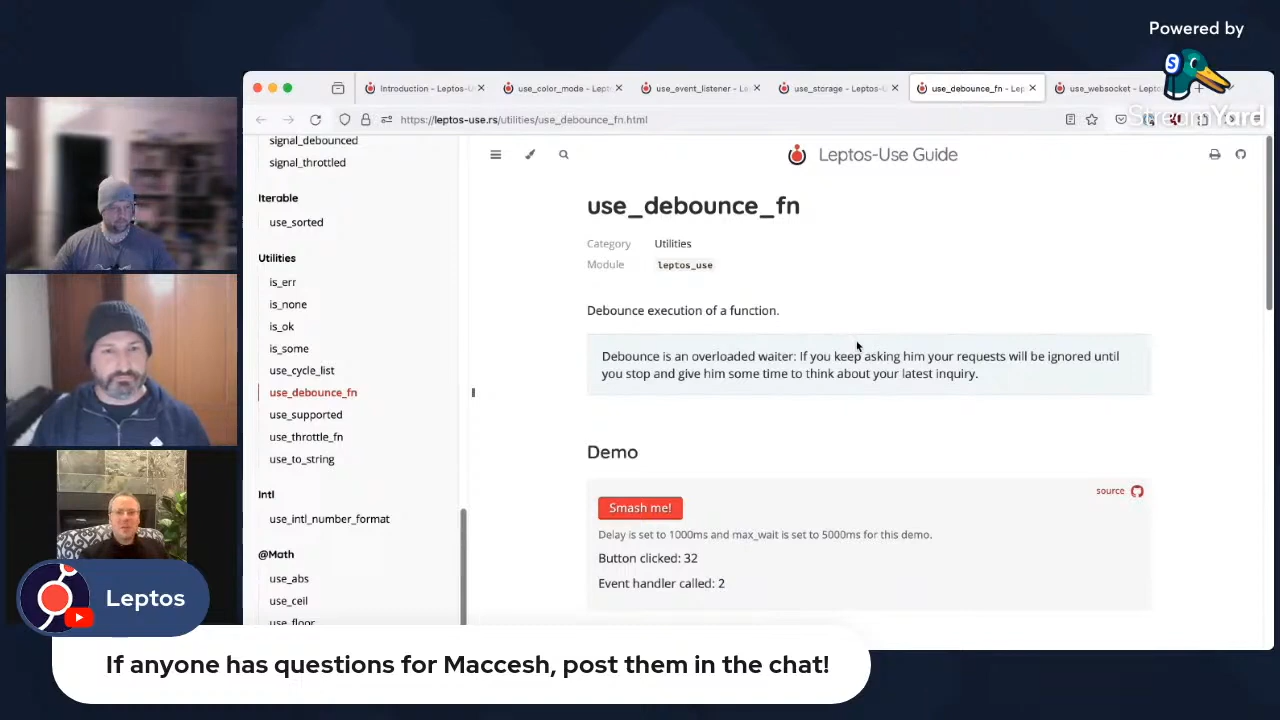 Powered by
StreamYard
Introduction - Leptos-U
use_color_mode - Lept
use_event_listener - Le
use_storage - Leptos-U
use_debounce_fn - Lep
use_websocket - Lepto
https://leptos-use.rs/utilities/use_debounce_fn.html
signal_debounced
signal_throttled
Iterable
use_sorted
Utilities
is_err
is_none
is_ok
is_some
use_cycle_list
use_debounce_fn
use_supported
use_throttle_fn
use_to_string
Intl
use_intl_number_format
@Math
use_abs
use_ceil
use_floor
Leptos-Use Guide
use_debounce_fn
Category Utilities
Module leptos_use
Debounce execution of a function.
Debounce is an overloaded waiter: If you keep asking him your requests will be ignored until
you stop and give him some time to think about your latest inquiry.
Demo
source
Smash me!
Delay is set to 1000ms and max_wait is set to 5000ms for this demo.
Button clicked: 32
Event handler called: 2
Leptos
If anyone has questions for Maccesh, post them in the chat!